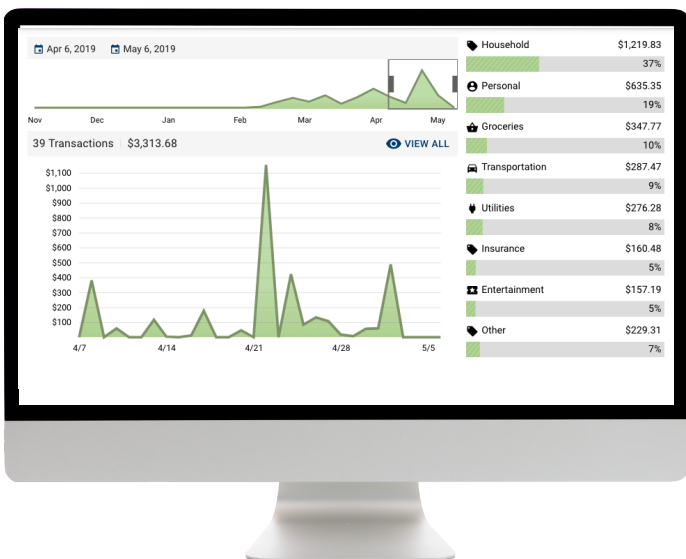 Apr 6, 2019 May 6, 2019
Nov Dec Jan Feb Mar Apr May
39 Transactions $3,313.68 VIEW ALL
$1,100
$1,000
$900
$800
$700
$600
$500
$400
$300
$200
$100
4/7 4/14 4/21 4/28 5/5
Household $1,219.83
37%
Personal $635.35
19%
Groceries $347.77
10%
Transportation $287.47
9%
Utilities $276.28
8%
Insurance $160.48
5%
Entertainment $157.19
5%
Other $229.31
7%